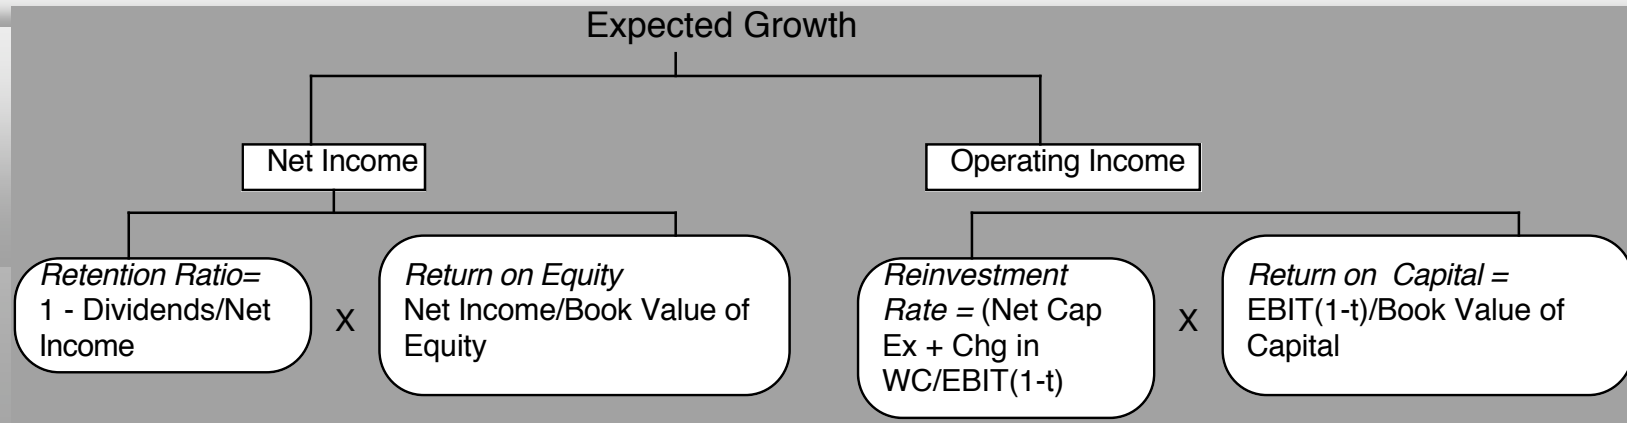 Expected Growth
Net Income
Operating Income
Retention Ratio=
1 - Dividends/Net
Income
X
Return on Equity
Net Income/Book Value of
Equity
Reinvestment
Rate = (Net Cap
Ex + Chg in
WC/EBIT(1-t)
X
Return on Capital =
EBIT(1-t)/Book Value of
Capital